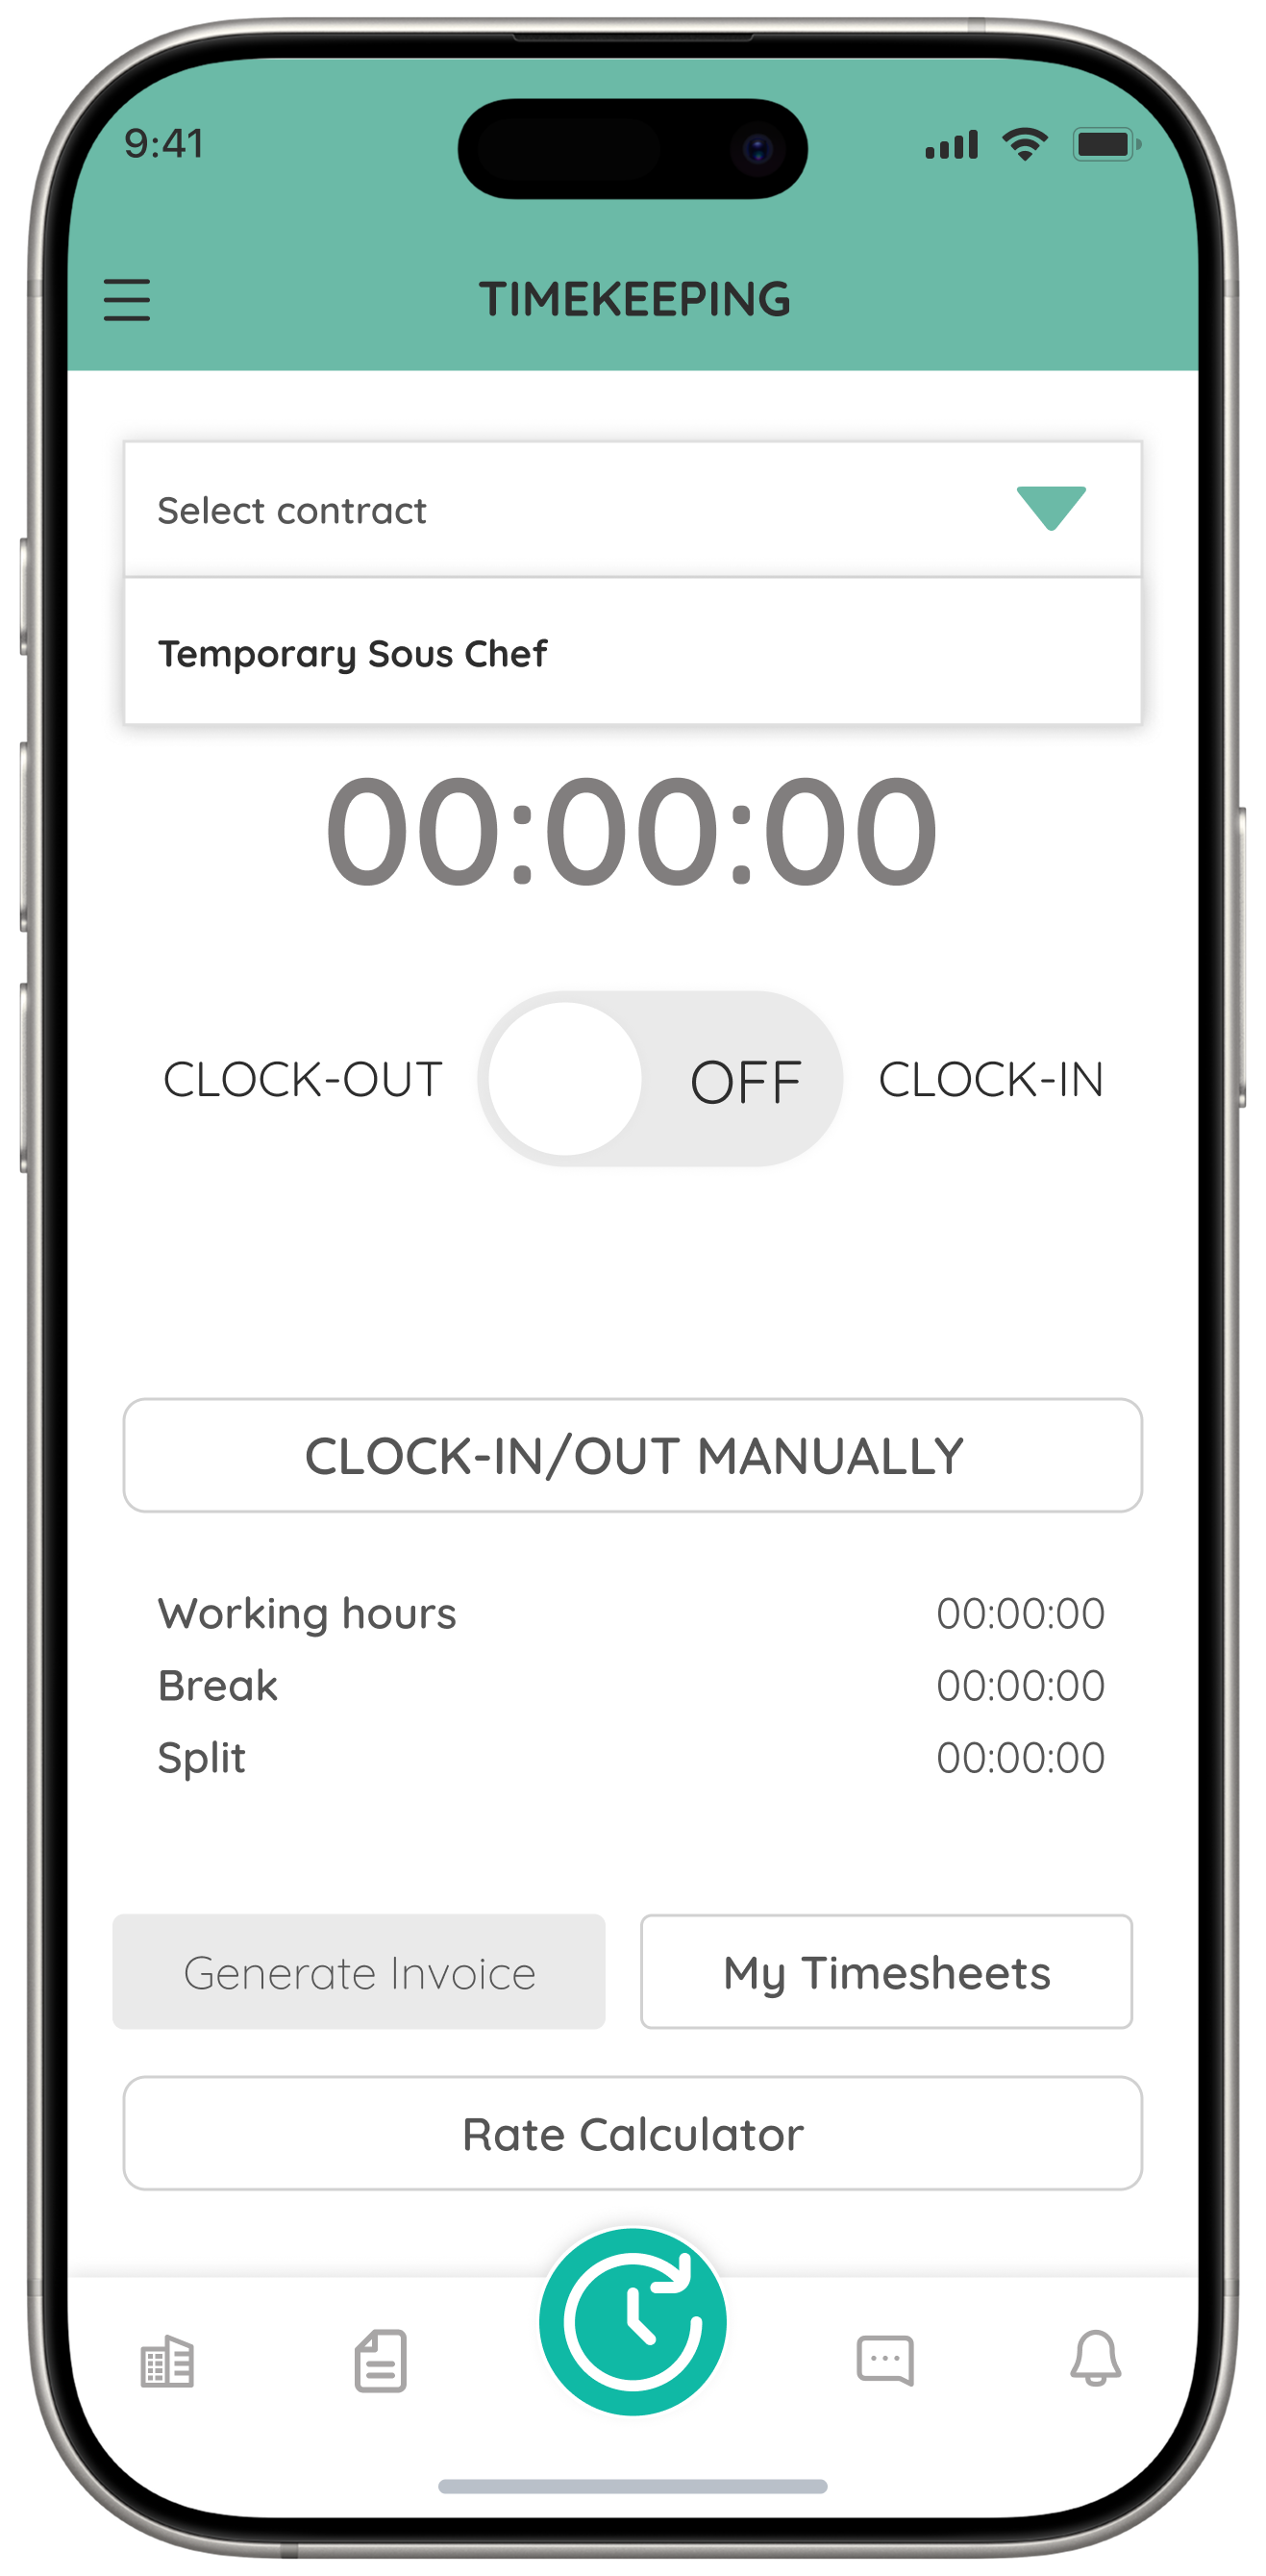 9:41
TIMEKEEPING
Select contract
Temporary Sous Chef
00:00:00
CLOCK-OUT OFF CLOCK-IN
CLOCK-IN/OUT MANUALLY
Working hours 00:00:00
Break 00:00:00
Split 00:00:00
Generate Invoice My Timesheets
Rate Calculator